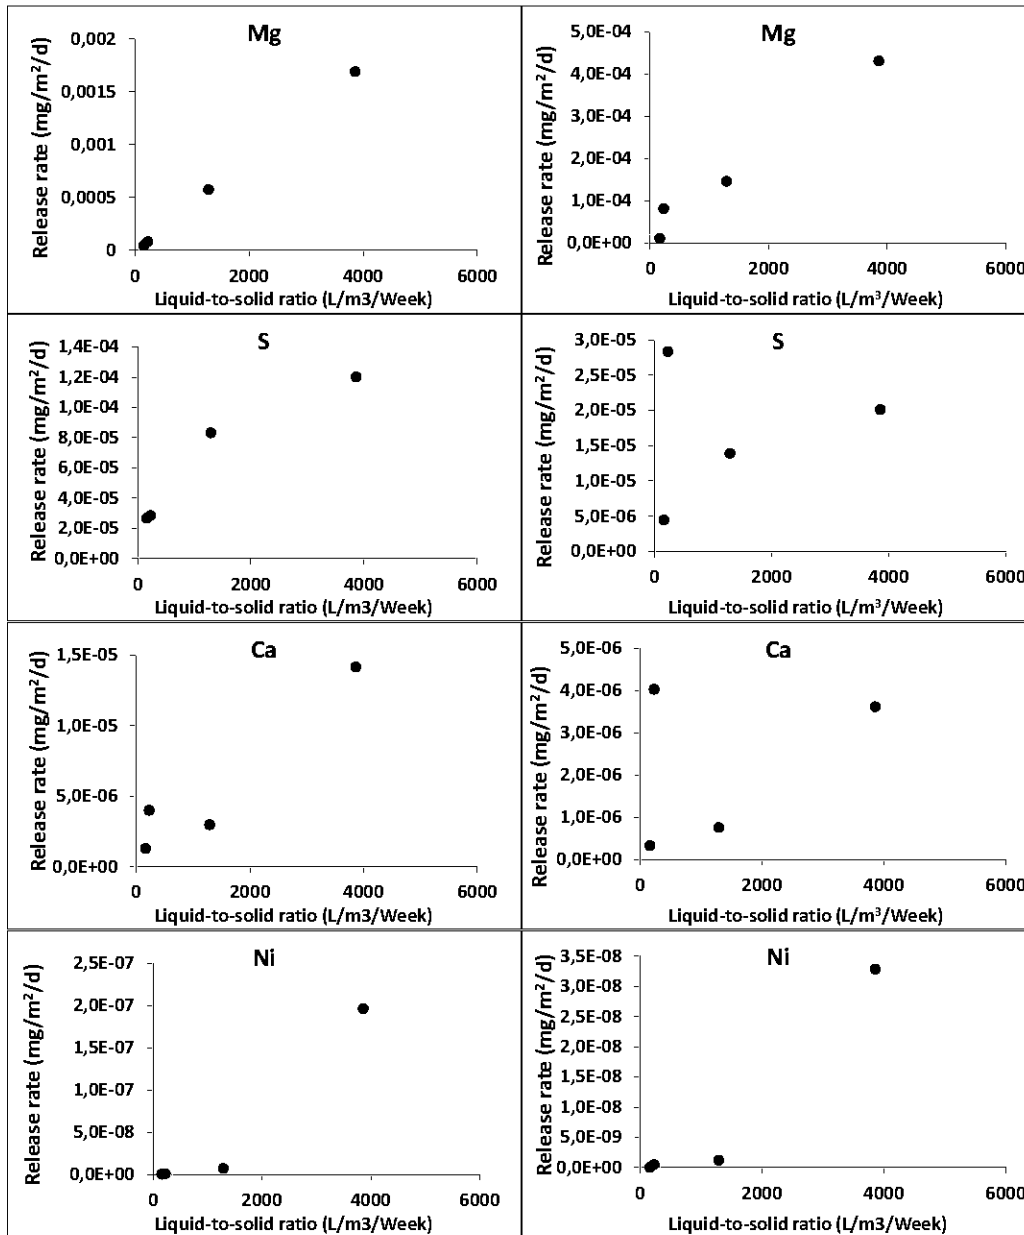 Mg
Release rate (mg/m²/d)
0,002
0,0015
0,001
0,0005
0
0 2000 4000 6000
Liquid-to-solid ratio (L/m3/Week)
Mg
Release rate (mg/m²/d)
5,0E-04
4,0E-04
3,0E-04
2,0E-04
1,0E-04
0,0E+00
0 2000 4000 6000
Liquid-to-solid ratio (L/m³/Week)
S
Release rate (mg/m²/d)
1,4E-04
1,2E-04
1,0E-04
8,0E-05
6,0E-05
4,0E-05
2,0E-05
0,0E+00
0 2000 4000 6000
Liquid-to-solid ratio (L/m3/Week)
S
Release rate (mg/m²/d)
3,0E-05
2,5E-05
2,0E-05
1,5E-05
1,0E-05
5,0E-06
0,0E+00
0 2000 4000 6000
Liquid-to-solid ratio (L/m³/Week)
Ca
Release rate (mg/m²/d)
1,5E-05
1,0E-05
5,0E-06
0,0E+00
0 2000 4000 6000
Liquid-to-solid ratio (L/m3/Week)
Ca
Release rate (mg/m²/d)
5,0E-06
4,0E-06
3,0E-06
2,0E-06
1,0E-06
0,0E+00
0 2000 4000 6000
Liquid-to-solid ratio (L/m³/Week)
Ni
Release rate (mg/m²/d)
2,5E-07
2,0E-07
1,5E-07
1,0E-07
5,0E-08
0,0E+00
0 2000 4000 6000
Liquid-to-solid ratio (L/m3/Week)
Ni
Release rate (mg/m²/d)
3,5E-08
3,0E-08
2,5E-08
2,0E-08
1,5E-08
1,0E-08
5,0E-09
0,0E+00
0 2000 4000 6000
Liquid-to-solid ratio (L/m³/Week)